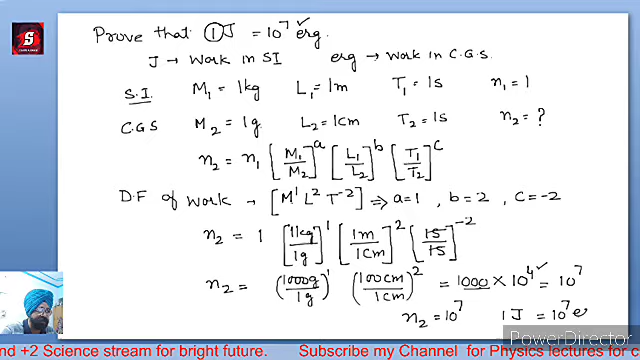 Prove that 1 J = 10⁷ erg.
J → Work in SI erg → Work in C.G.S.
S.I. M₁ = 1kg L₁ = 1m T₁ = 1s n₁ = 1
C.G.S M₂ = 1g L₂ = 1cm T₂ = 1s n₂ = ?
n₂ = n₁ [M₁/M₂]ᵃ [L₁/L₂]ᵇ [T₁/T₂]ᶜ
D.F of Work → [M¹ L² T⁻²] ⇒ a=1 , b=2 , c=-2
n₂ = 1 [1kg/1g]¹ [1m/1cm]² [1s/1s]⁻²
n₂ = (1000g/1g)¹ (100cm/1cm)² = 1000 × 10⁴ = 10⁷
n₂ = 10⁷ 1 J = 10⁷ e
PowerDirector
nd +2 Science stream for bright future. Subscribe my Channel for Physics lectures for c